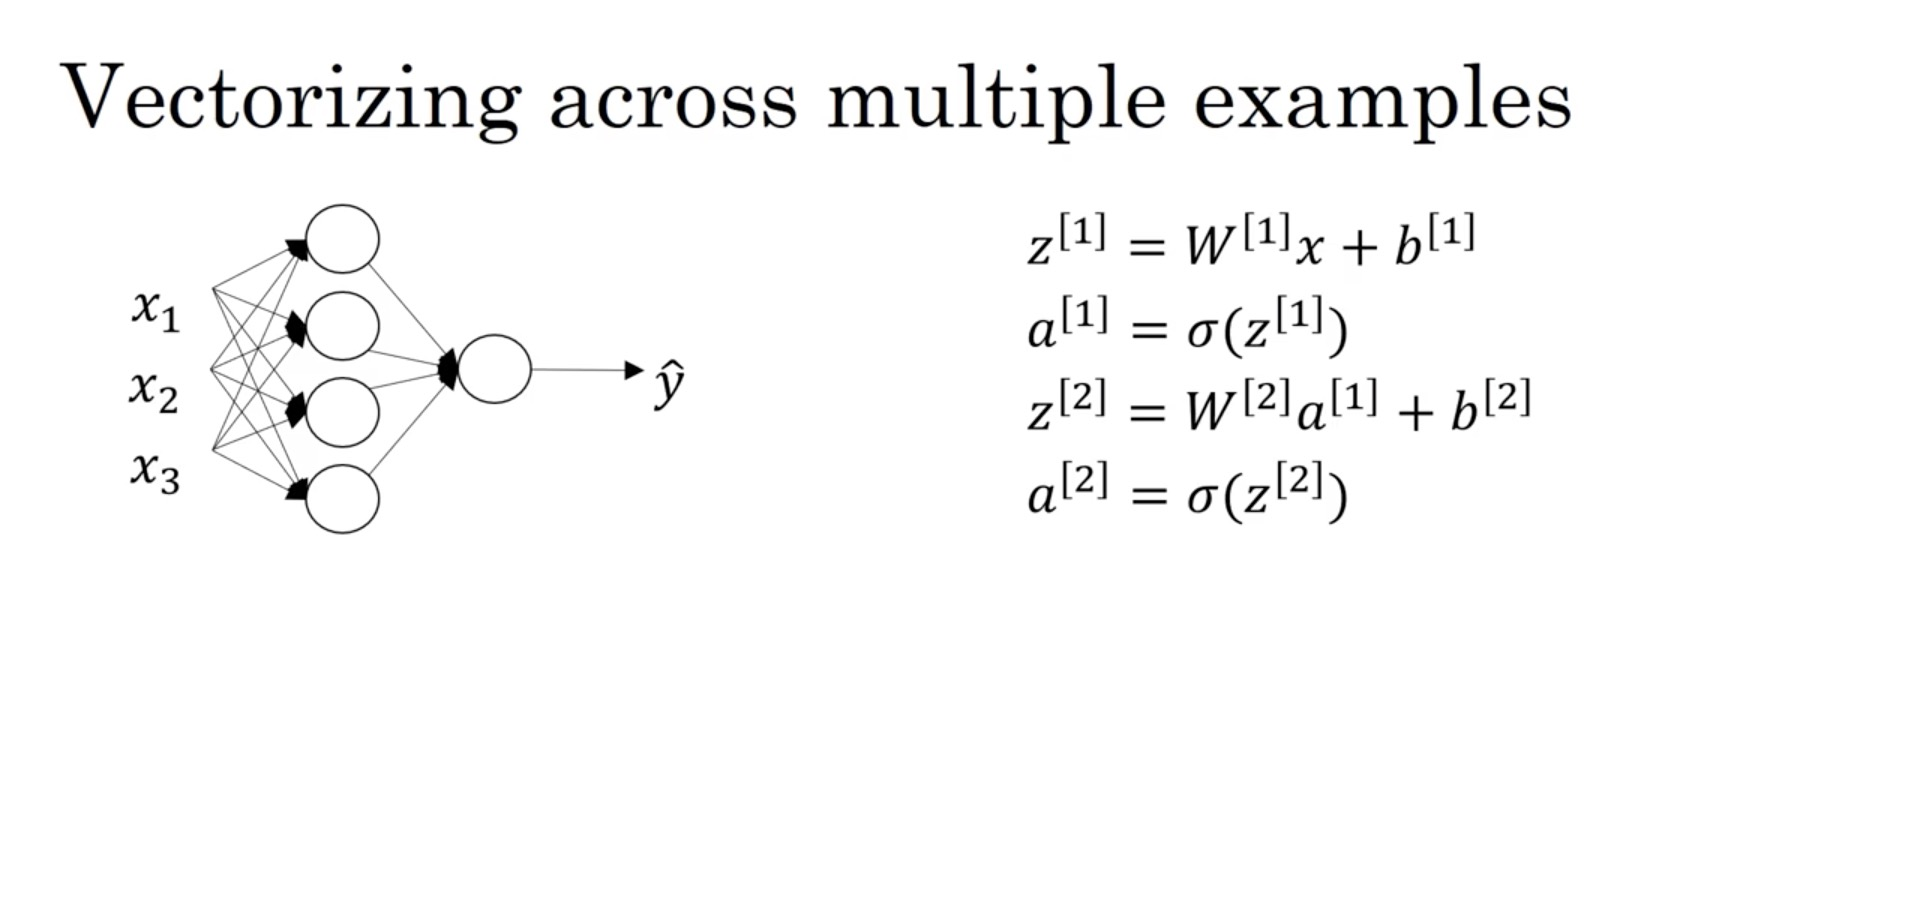 Vectorizing across multiple examples
x₁
x₂
x₃
ŷ
z^[1] = W^[1]x + b^[1]
a^[1] = σ(z^[1])
z^[2] = W^[2]a^[1] + b^[2]
a^[2] = σ(z^[2])